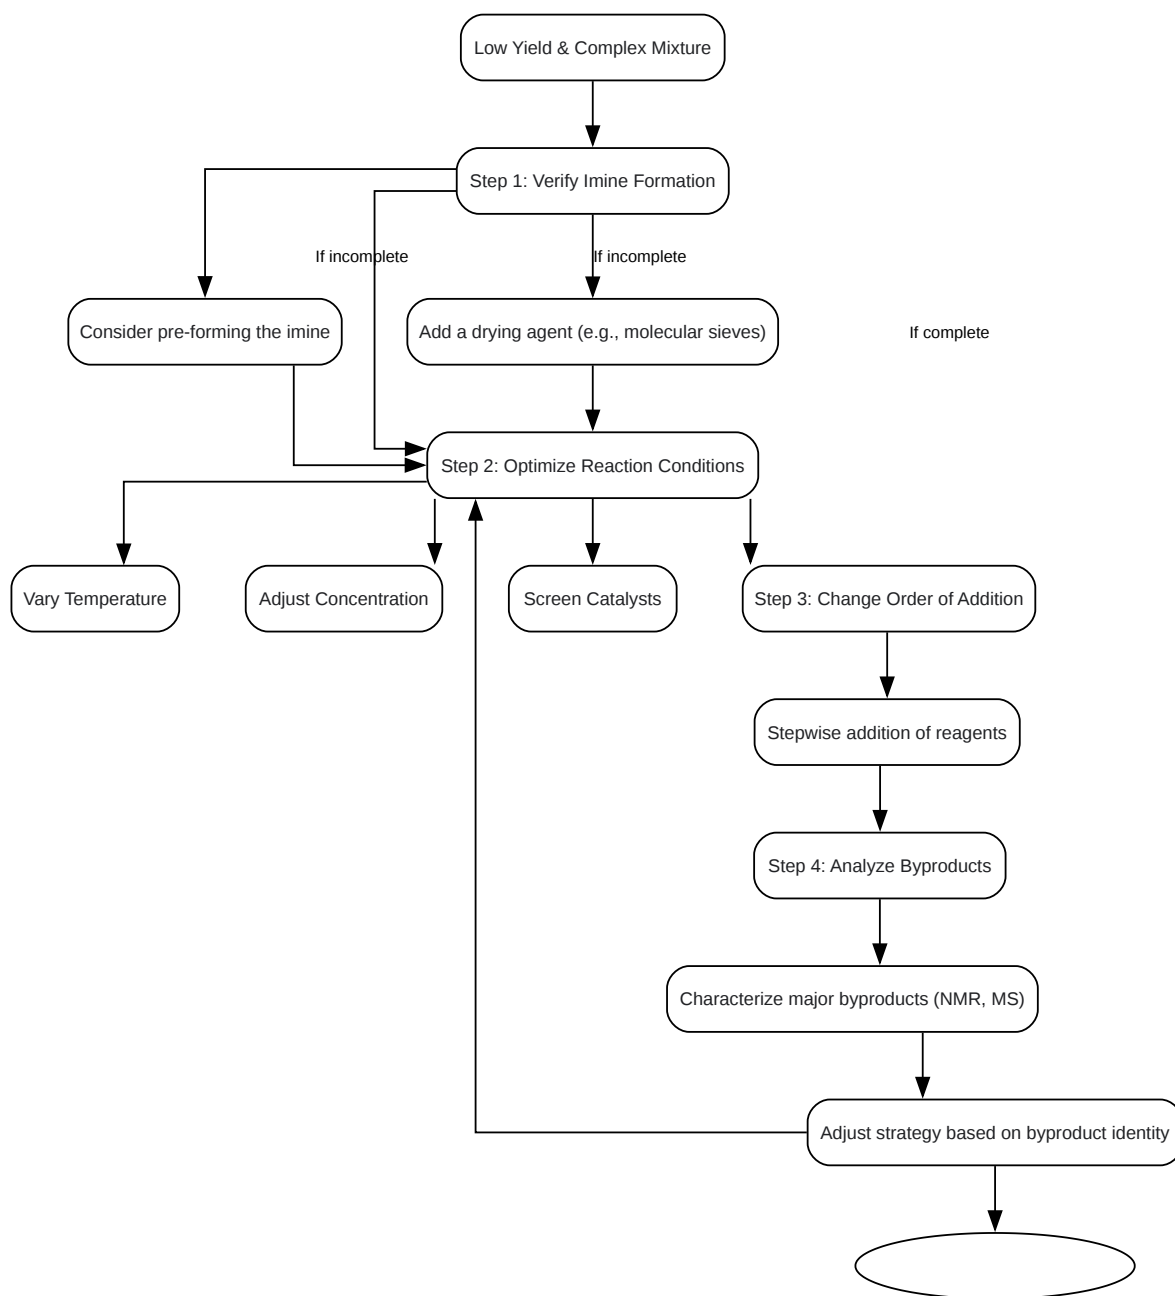 Low Yield & Complex Mixture
Step 1: Verify Imine Formation
If incomplete
If incomplete
Consider pre-forming the imine
Add a drying agent (e.g., molecular sieves)
If complete
Step 2: Optimize Reaction Conditions
Vary Temperature
Adjust Concentration
Screen Catalysts
Step 3: Change Order of Addition
Stepwise addition of reagents
Step 4: Analyze Byproducts
Characterize major byproducts (NMR, MS)
Adjust strategy based on byproduct identity